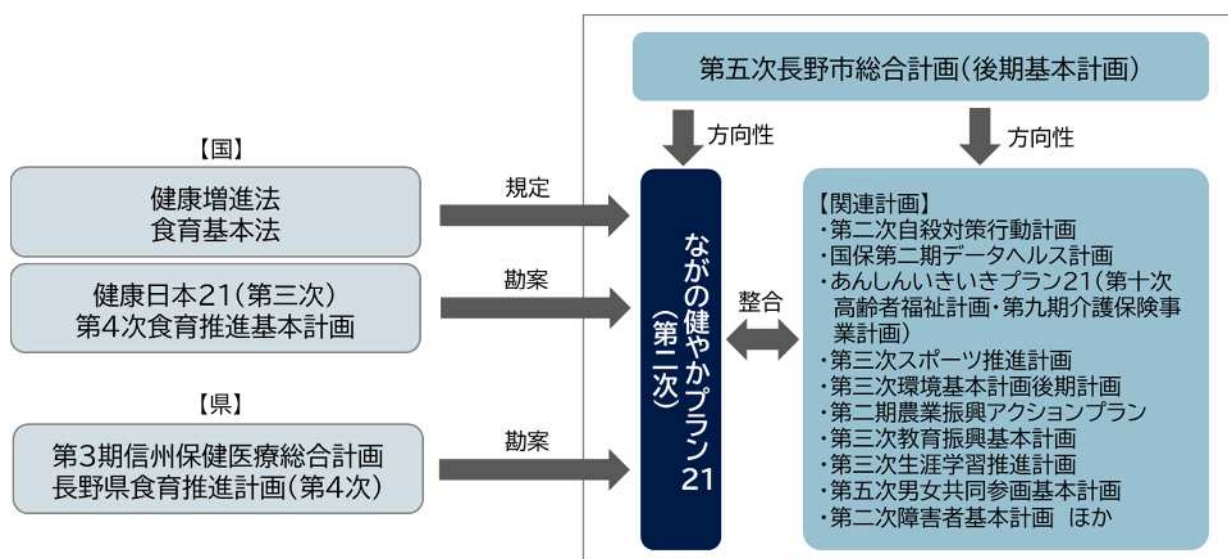 第五次長野市総合計画(後期基本計画)
方向性
方向性
【国】
健康増進法
食育基本法
規定
健康日本21(第三次)
第4次食育推進基本計画
勘案
【県】
第3期信州保健医療総合計画
長野県食育推進計画(第4次)
勘案
ながの健やかプラン21
(第二次)
整合
【関連計画】
・第二次自殺対策行動計画
・国保第二期データヘルス計画
・あんしんいきいきプラン21(第十次
高齢者福祉計画・第九期介護保険事
業計画)
・第三次スポーツ推進計画
・第三次環境基本計画後期計画
・第二期農業振興アクションプラン
・第三次教育振興基本計画
・第三次生涯学習推進計画
・第五次男女共同参画基本計画
・第二次障害者基本計画 ほか